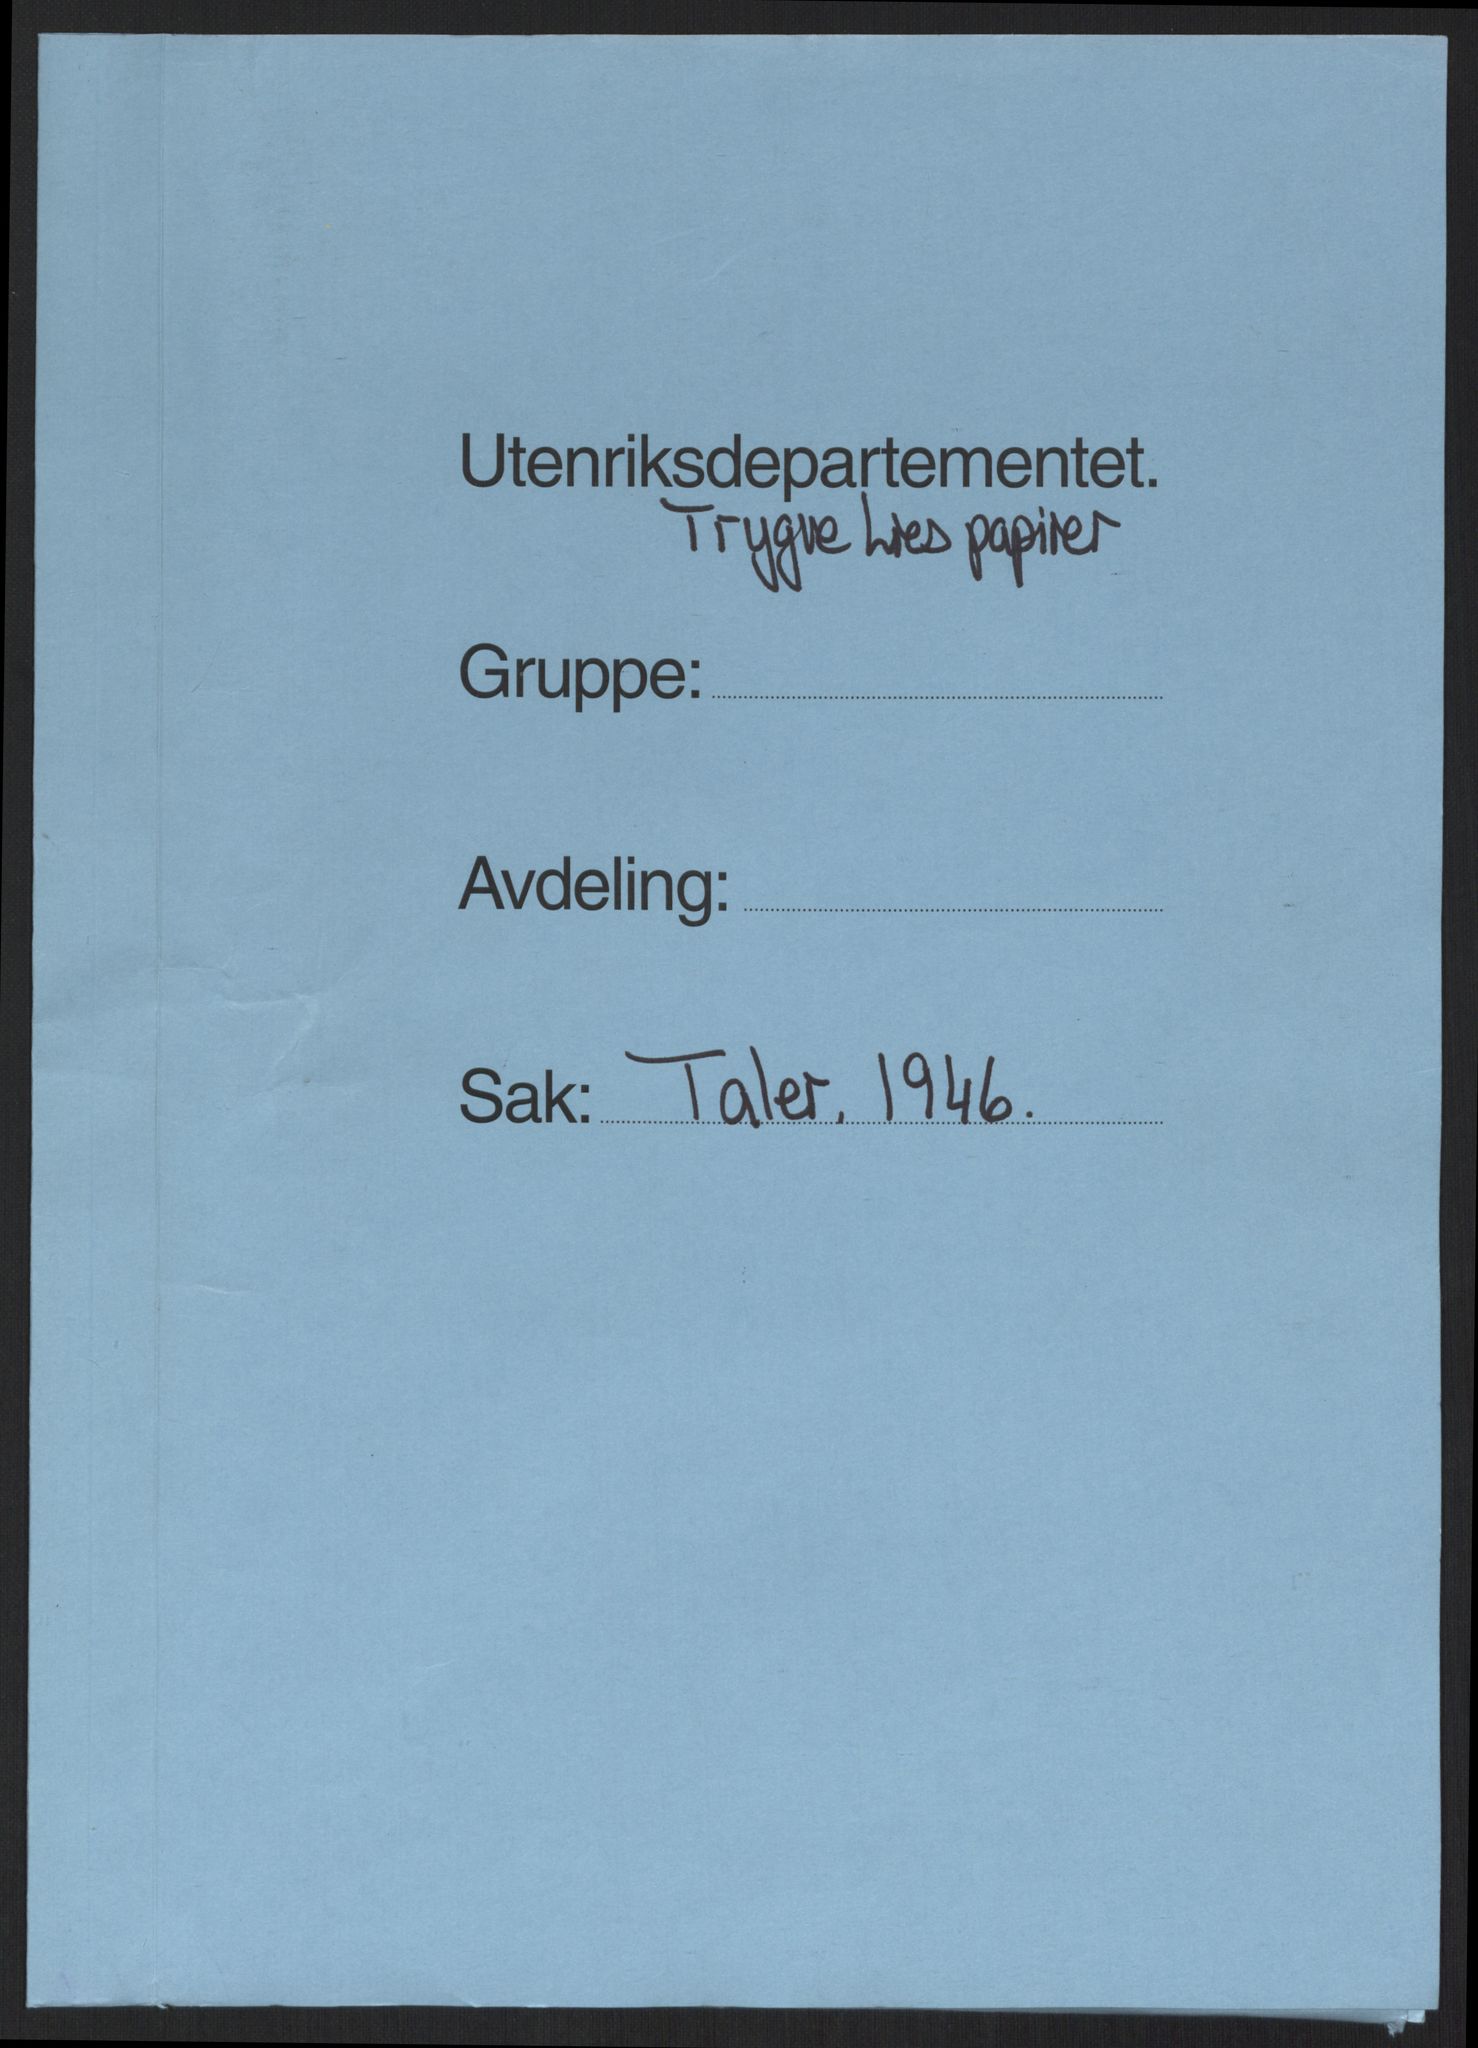 Utenriksdepartementet.
Trygve Lies papirer
Gruppe:
Avdeling:
Sak: Taler. 1946.